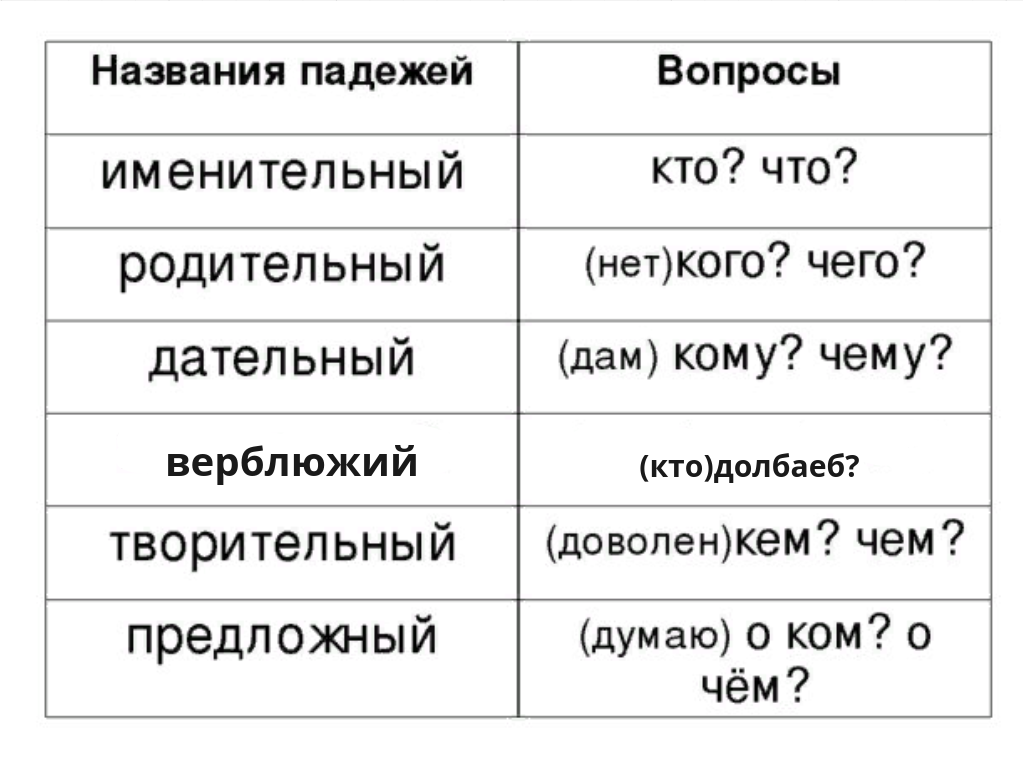 Названия падежей Вопросы
именительный кто? что?
родительный (нет)кого? чего?
дательный (дам) кому? чему?
верблюжий (кто)долбаеб?
творительный (доволен)кем? чем?
предложный (думаю) о ком? о
чём?